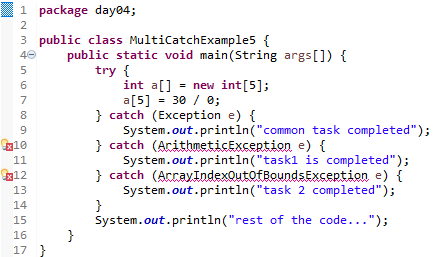 1 package day04;
2
3 public class MultiCatchExample5 {
4 public static void main(String args[]) {
5 try {
6 int a[] = new int[5];
7 a[5] = 30 / 0;
8 } catch (Exception e) {
9 System.out.println("common task completed");
10 } catch (ArithmeticException e) {
11 System.out.println("task1 is completed");
12 } catch (ArrayIndexOutOfBoundsException e) {
13 System.out.println("task 2 completed");
14 }
15 System.out.println("rest of the code...");
16 }
17 }